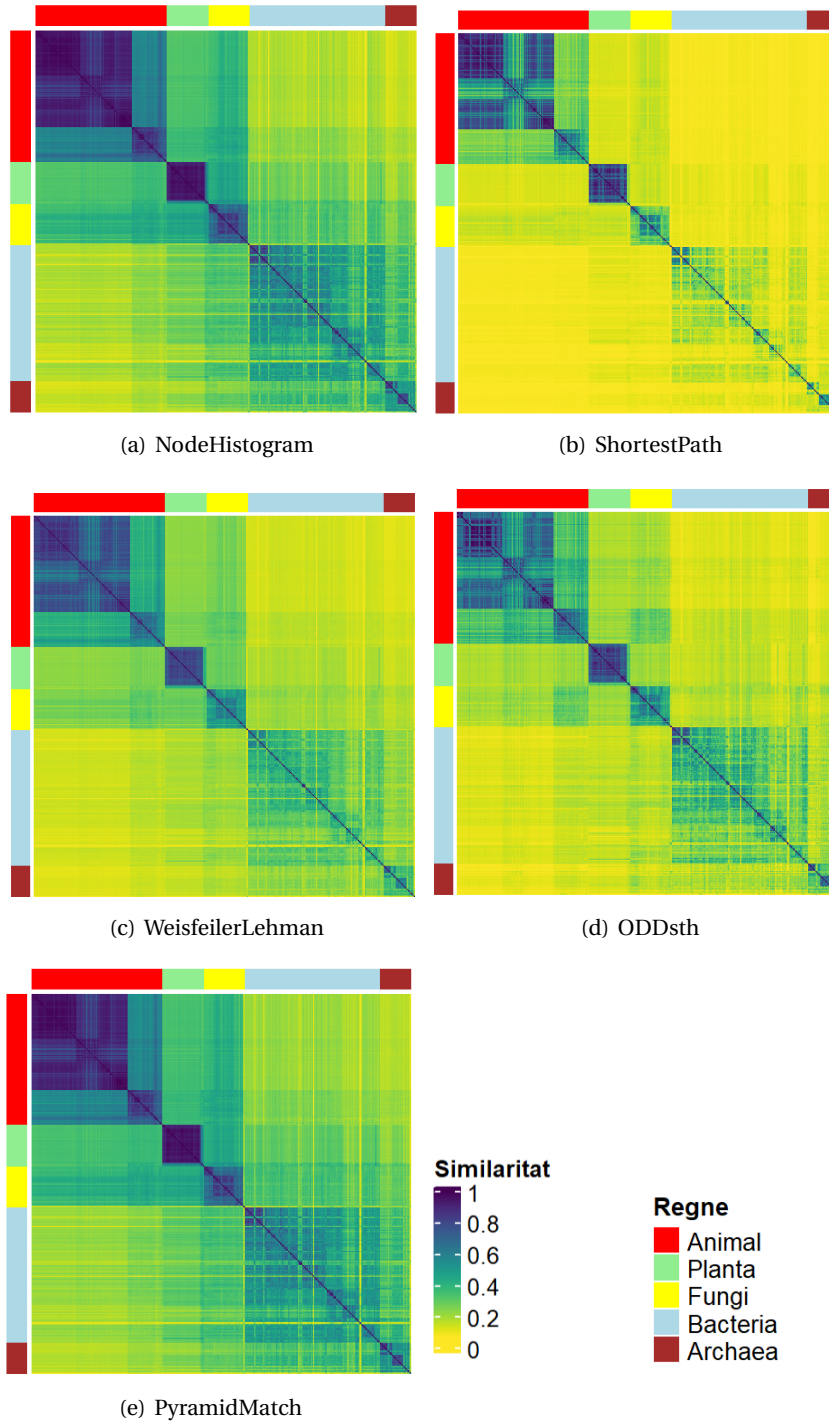 (a) NodeHistogram
(b) ShortestPath
(c) WeisfeilerLehman
(d) ODDsth
(e) PyramidMatch
Similaritat
1
0.8
0.6
0.4
0.2
0
Regne
Animal
Planta
Fungi
Bacteria
Archaea